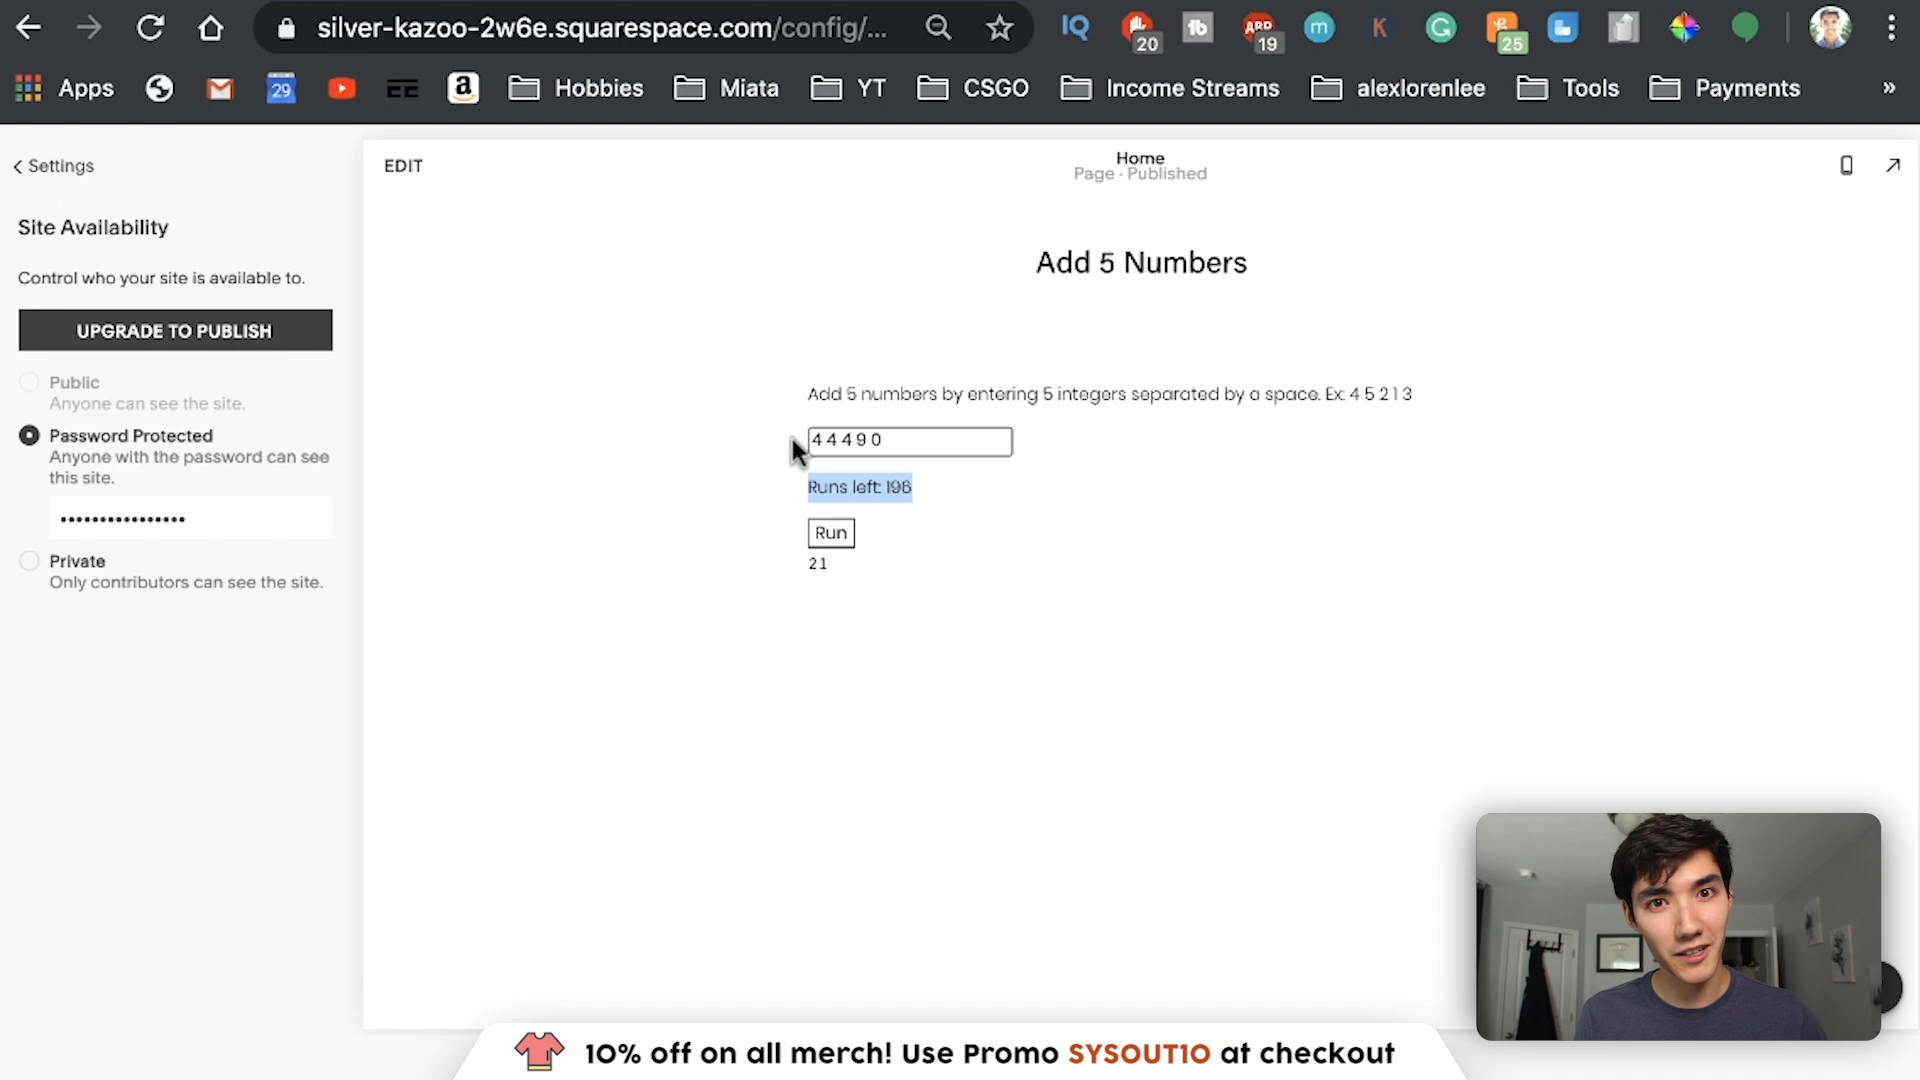 silver-kazoo-2w6e.squarespace.com/config/...
IQ
20
tb
ABP
19
m
K
G
25
Apps
29
EE
a
Hobbies
Miata
YT
CSGO
Income Streams
alexlorenlee
Tools
Payments
»
Settings
EDIT
Home
Page · Published
Site Availability
Control who your site is available to.
UPGRADE TO PUBLISH
Public
Anyone can see the site.
Password Protected
Anyone with the password can see
this site.
••••••••••••••••
Private
Only contributors can see the site.
Add 5 Numbers
Add 5 numbers by entering 5 integers separated by a space. Ex: 4 5 2 1 3
4 4 4 9 0
Runs left: 196
Run
21
10% off on all merch! Use Promo SYSOUT10 at checkout